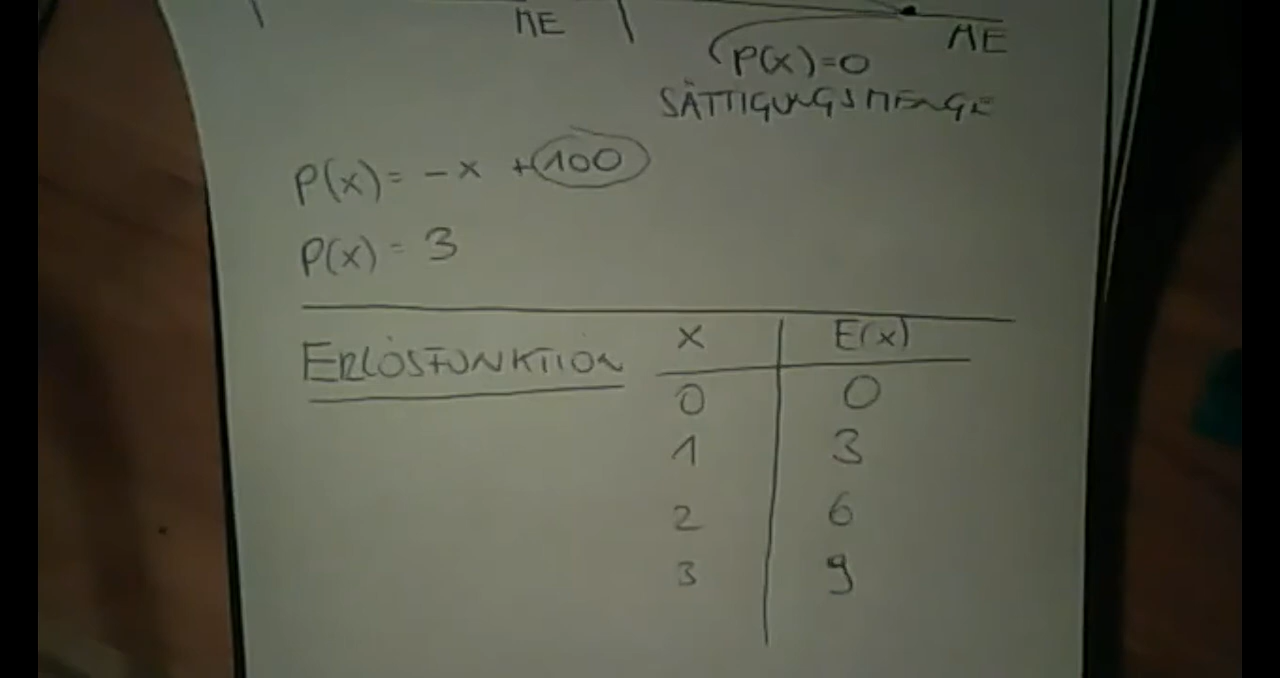 ME
ME
P(x)=0
SÄTTIGUNGSMENGE
P(x)= -x +100
P(x) = 3
ERLÖSFUNKTION
x E(x)
0 0
1 3
2 6
3 9